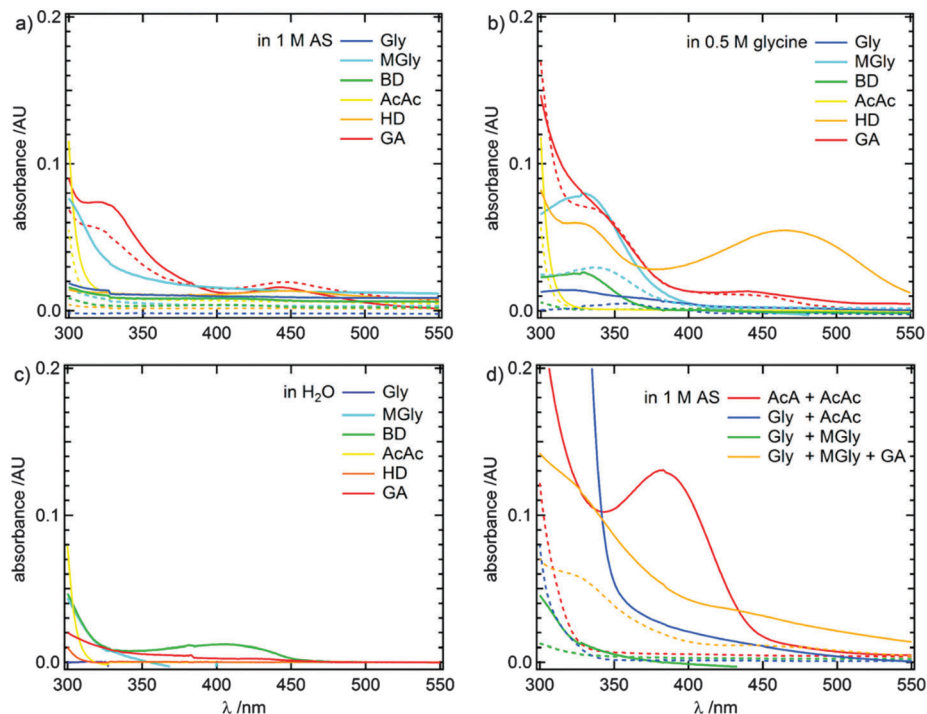 a)
in 1 M AS
Gly
MGly
BD
AcAc
HD
GA
absorbance /AU
0.2
0.1
0.0
300 350 400 450 500 550
b)
in 0.5 M glycine
Gly
MGly
BD
AcAc
HD
GA
absorbance /AU
0.2
0.1
0.0
300 350 400 450 500 550
c)
in H₂O
Gly
MGly
BD
AcAc
HD
GA
absorbance /AU
0.2
0.1
0.0
300 350 400 450 500 550
λ /nm
d)
in 1 M AS
AcA + AcAc
Gly + AcAc
Gly + MGly
Gly + MGly + GA
absorbance /AU
0.2
0.1
0.0
300 350 400 450 500 550
λ /nm